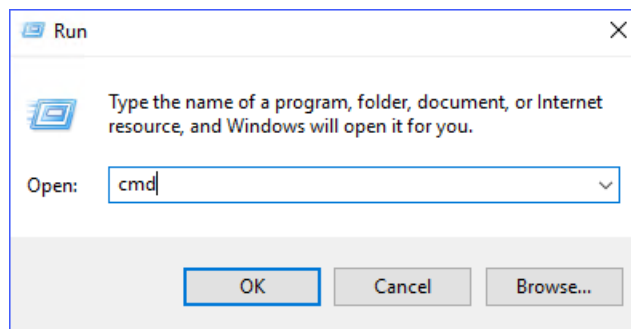 Run
Type the name of a program, folder, document, or Internet
resource, and Windows will open it for you.
Open: cmd
OK Cancel Browse...